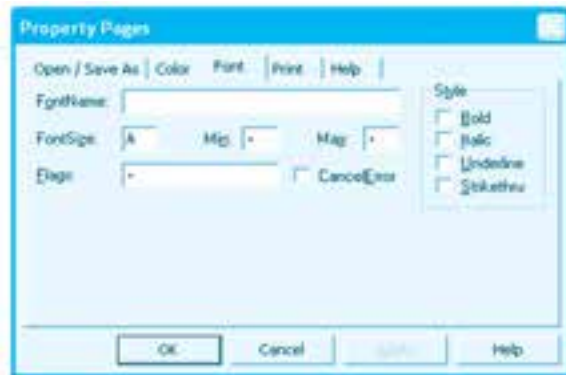 Property Pages
Open / Save As Color Font Print Help
FontName:
FontSize: Min: Max:
Flags: CancelError
Style
Bold
Italic
Underline
Strikethru
OK Cancel Apply Help